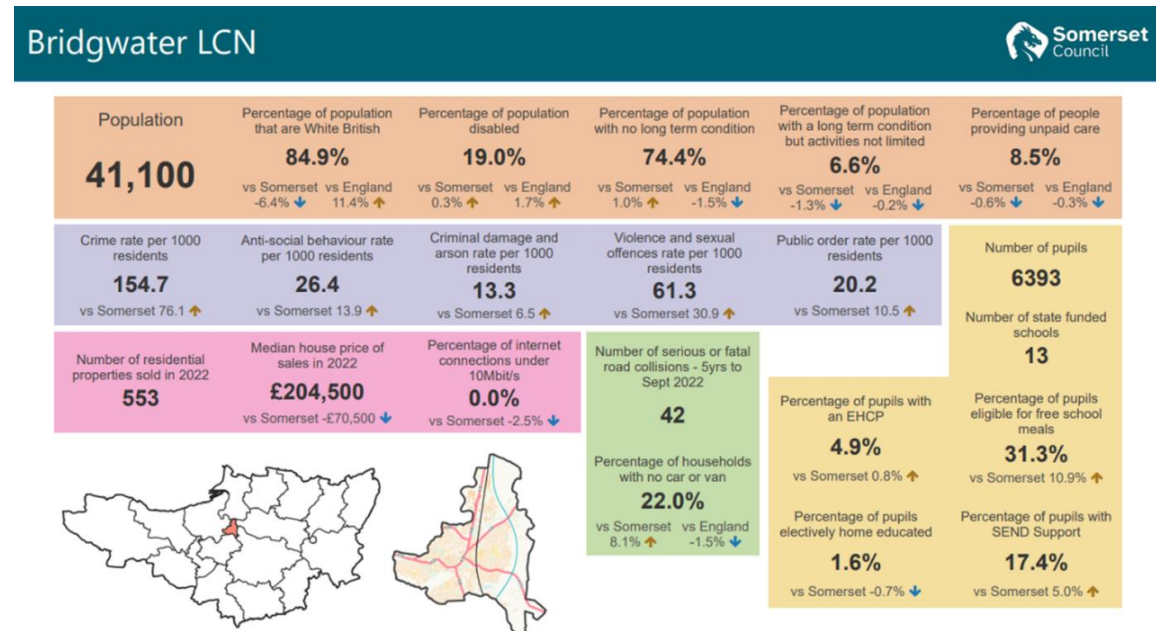 Bridgwater LCN
Somerset
Council
Population
41,100
Percentage of population
that are White British
84.9%
vs Somerset vs England
-6.4% ↓ 11.4% ↑
Percentage of population
disabled
19.0%
vs Somerset vs England
0.3% ↑ 1.7% ↑
Percentage of population
with no long term condition
74.4%
vs Somerset vs England
1.0% ↑ -1.5% ↓
Percentage of population
with a long term condition
but activities not limited
6.6%
vs Somerset vs England
-1.3% ↓ -0.2% ↓
Percentage of people
providing unpaid care
8.5%
vs Somerset vs England
-0.6% ↓ -0.3% ↓
Crime rate per 1000
residents
154.7
vs Somerset 76.1 ↑
Anti-social behaviour rate
per 1000 residents
26.4
vs Somerset 13.9 ↑
Criminal damage and
arson rate per 1000
residents
13.3
vs Somerset 6.5 ↑
Violence and sexual
offences rate per 1000
residents
61.3
vs Somerset 30.9 ↑
Public order rate per 1000
residents
20.2
vs Somerset 10.5 ↑
Number of pupils
6393
Number of state funded
schools
13
Number of residential
properties sold in 2022
553
Median house price of
sales in 2022
£204,500
vs Somerset -£70,500 ↓
Percentage of internet
connections under
10Mbit/s
0.0%
vs Somerset -2.5% ↓
Number of serious or fatal
road collisions - 5yrs to
Sept 2022
42
Percentage of households
with no car or van
22.0%
vs Somerset vs England
8.1% ↑ -1.5% ↓
Percentage of pupils with
an EHCP
4.9%
vs Somerset 0.8% ↑
Percentage of pupils
eligible for free school
meals
31.3%
vs Somerset 10.9% ↑
Percentage of pupils
electively home educated
1.6%
vs Somerset -0.7% ↓
Percentage of pupils with
SEND Support
17.4%
vs Somerset 5.0% ↑